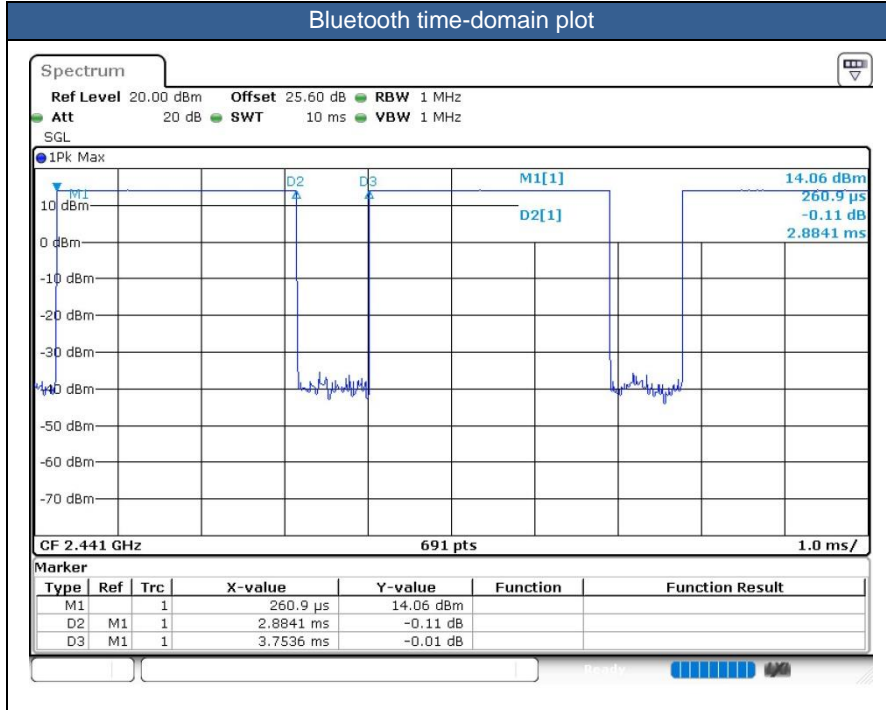 Bluetooth time-domain plot
Spectrum
Ref Level 20.00 dBm Offset 25.60 dB RBW 1 MHz
Att 20 dB SWT 10 ms VBW 1 MHz
SGL
1Pk Max
D2 D3 M1[1] 14.06 dBm
M1 260.9 µs
10 dBm D2[1] -0.11 dB
0 dBm 2.8841 ms
-10 dBm
-20 dBm
-30 dBm
-40 dBm
-50 dBm
-60 dBm
-70 dBm
CF 2.441 GHz 691 pts 1.0 ms/
Marker
Type Ref Trc X-value Y-value Function Function Result
M1 1 260.9 µs 14.06 dBm
D2 M1 1 2.8841 ms -0.11 dB
D3 M1 1 3.7536 ms -0.01 dB
Ready